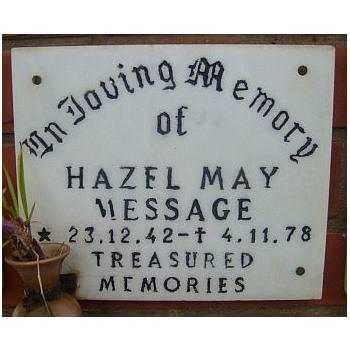 In Loving Memory
of
HAZEL MAY
MESSAGE
★ 23.12.42-† 4.11.78
TREASURED
MEMORIES